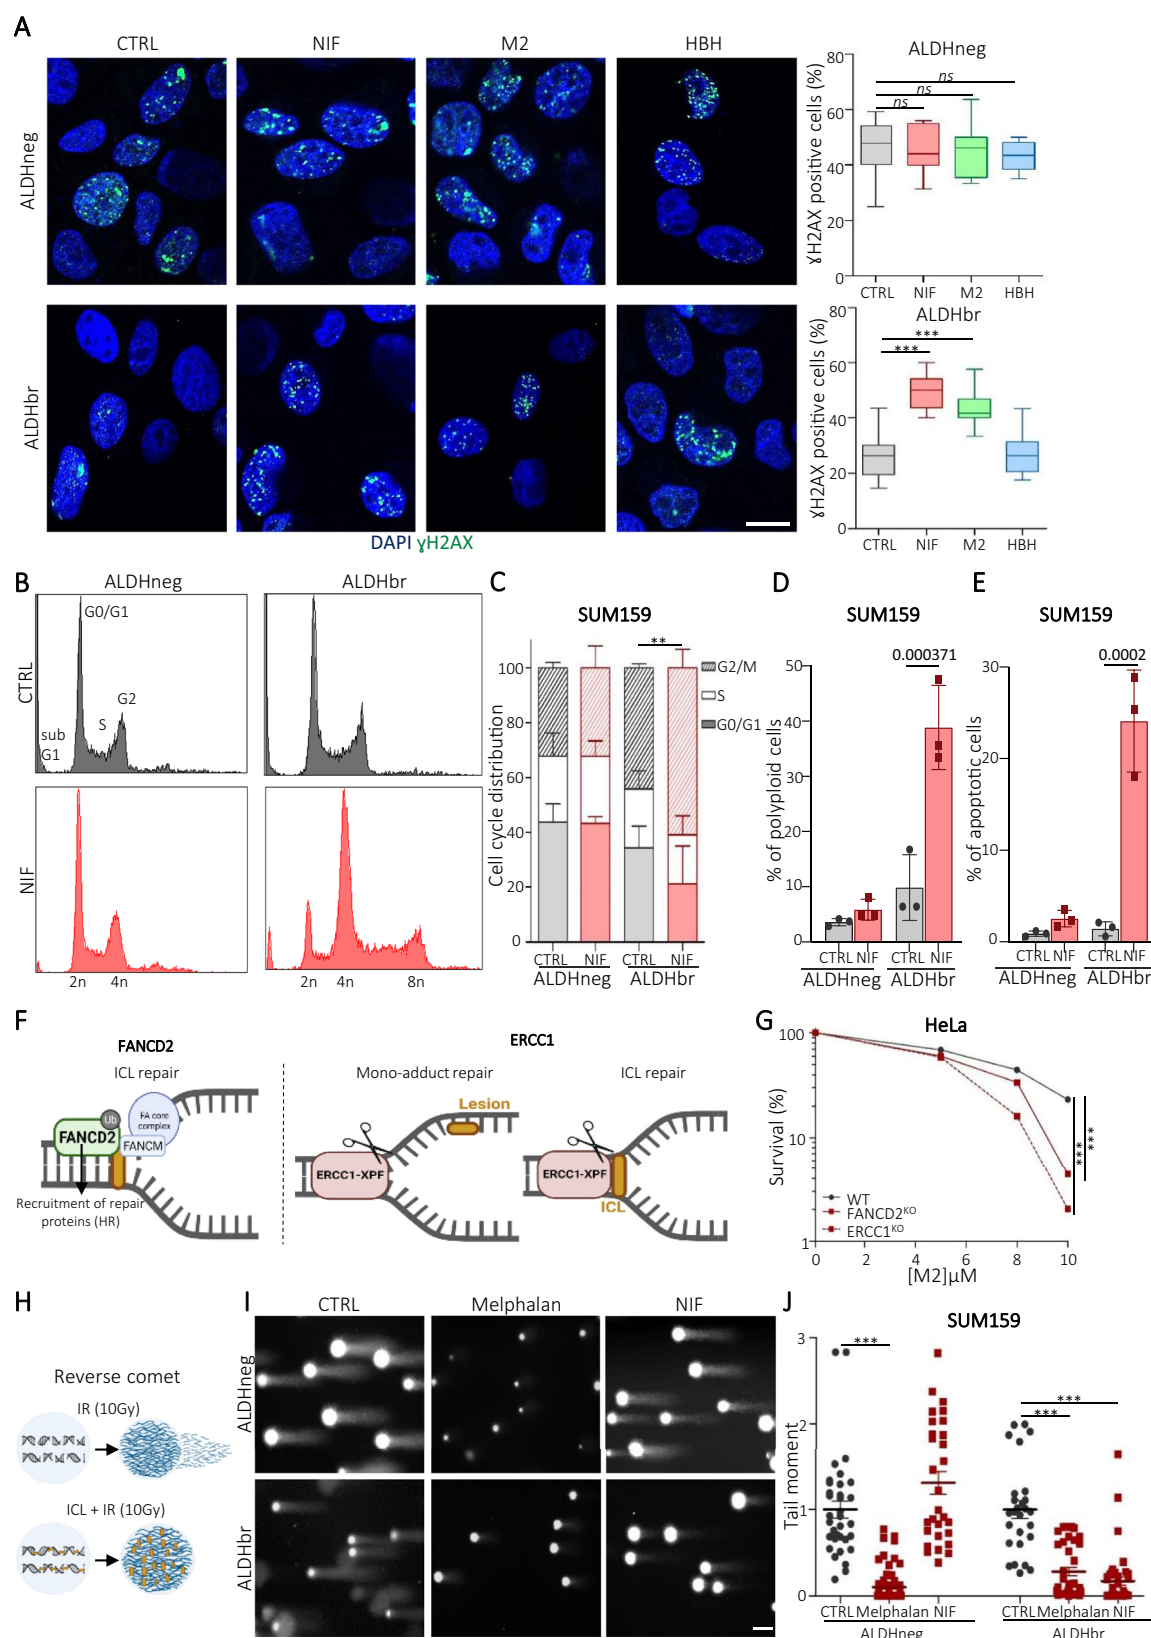 A
CTRL NIF M2 HBH
ALDHneg
ALDHbr
DAPI ɣH2AX
ALDHneg
ɣH2AX positive cells (%)
80
60
40
20
0
ns
ns
ns
CTRL NIF M2 HBH
ALDHbr
ɣH2AX positive cells (%)
80
60
40
20
0
***
***
CTRL NIF M2 HBH
B
ALDHneg ALDHbr
CTRL
G0/G1
G2
S
sub
G1
NIF
2n 4n
2n 4n 8n
C
SUM159
Cell cycle distribution
100
80
60
40
20
0
**
G2/M
S
G0/G1
CTRL NIF CTRL NIF
ALDHneg ALDHbr
D
SUM159
% of polyploid cells
50
40
30
20
10
0
0.000371
CTRL NIF CTRL NIF
ALDHneg ALDHbr
E
SUM159
% of apoptotic cells
30
20
10
0
0.0002
CTRL NIF CTRL NIF
ALDHneg ALDHbr
F
FANCD2
ICL repair
Ub
FA core
complex
FANCD2
FANCM
Recruitment of repair
proteins (HR)
ERCC1
Mono-adduct repair
Lesion
ERCC1-XPF
ICL repair
ERCC1-XPF
ICL
G
HeLa
Survival (%)
100
10
1
WT
FANCD2KO
ERCC1KO
***
***
0 2 4 6 8 10
[M2]µM
H
Reverse comet
IR (10Gy)
ICL + IR (10Gy)
I
CTRL Melphalan NIF
ALDHneg
ALDHbr
J
SUM159
Tail moment
3
2
1
0
***
***
***
CTRL Melphalan NIF CTRL Melphalan NIF
ALDHneg ALDHbr